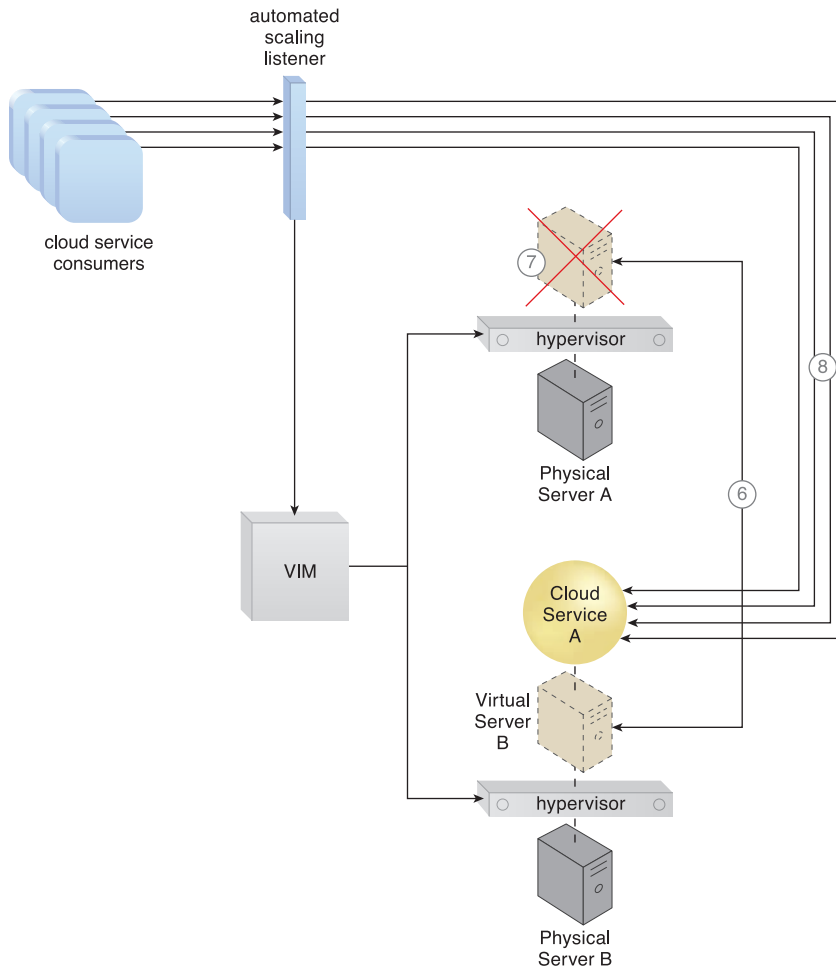 automated
scaling
listener
cloud service
consumers
7
hypervisor
8
Physical
Server A
6
VIM
Cloud
Service
A
Virtual
Server
B
hypervisor
Physical
Server B